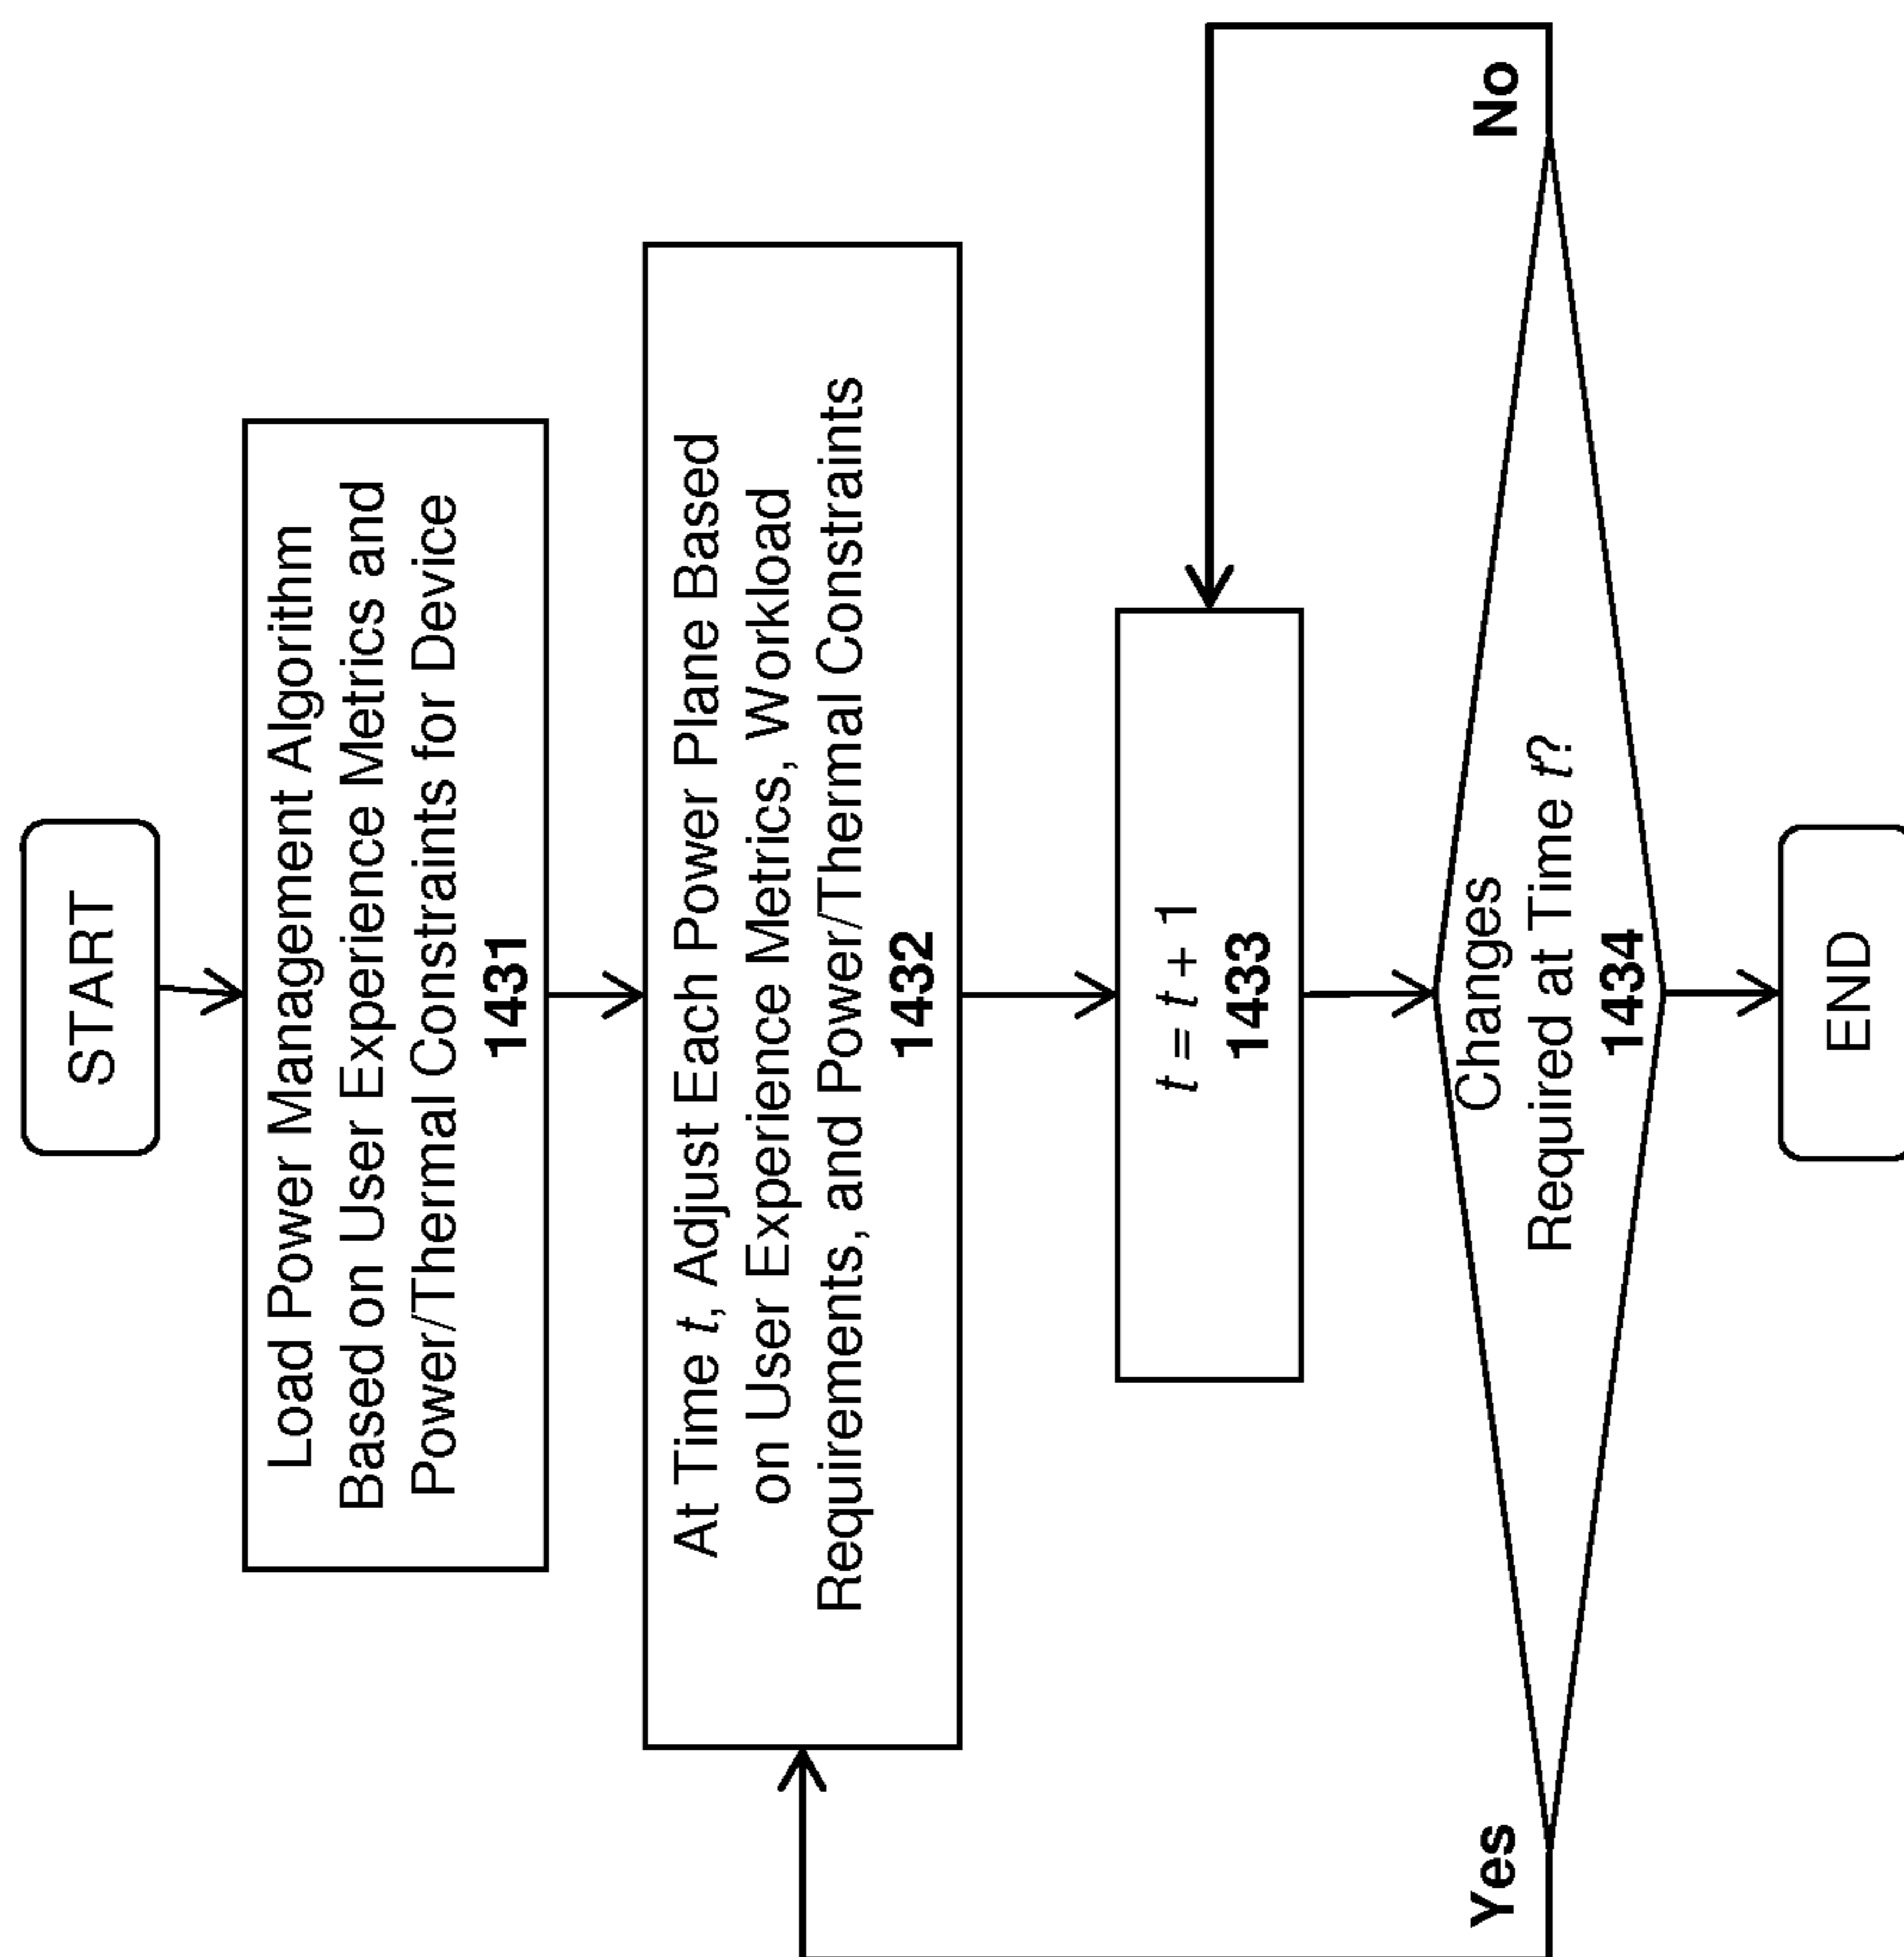 START
Load Power Management Algorithm
Based on User Experience Metrics and
Power/Thermal Constraints for Device
1431
At Time t, Adjust Each Power Plane Based
on User Experience Metrics, Workload
Requirements, and Power/Thermal Constraints
1432
t = t + 1
1433
Changes
Required at Time t?
1434
Yes
No
END